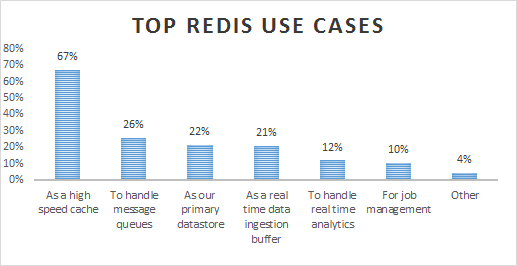 TOP REDIS USE CASES
80%
70%
60%
50%
40%
30%
20%
10%
0%
67%
26%
22%
21%
12%
10%
4%
As a high
speed cache
To handle
message
queues
As our
primary
datastore
As a real
time data
ingestion
buffer
To handle
real time
analytics
For job
management
Other